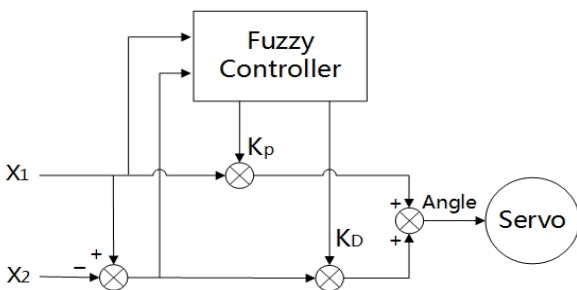 Fuzzy
Controller
Kp
X1
+
Angle
Servo
+
KD
+
X2
−